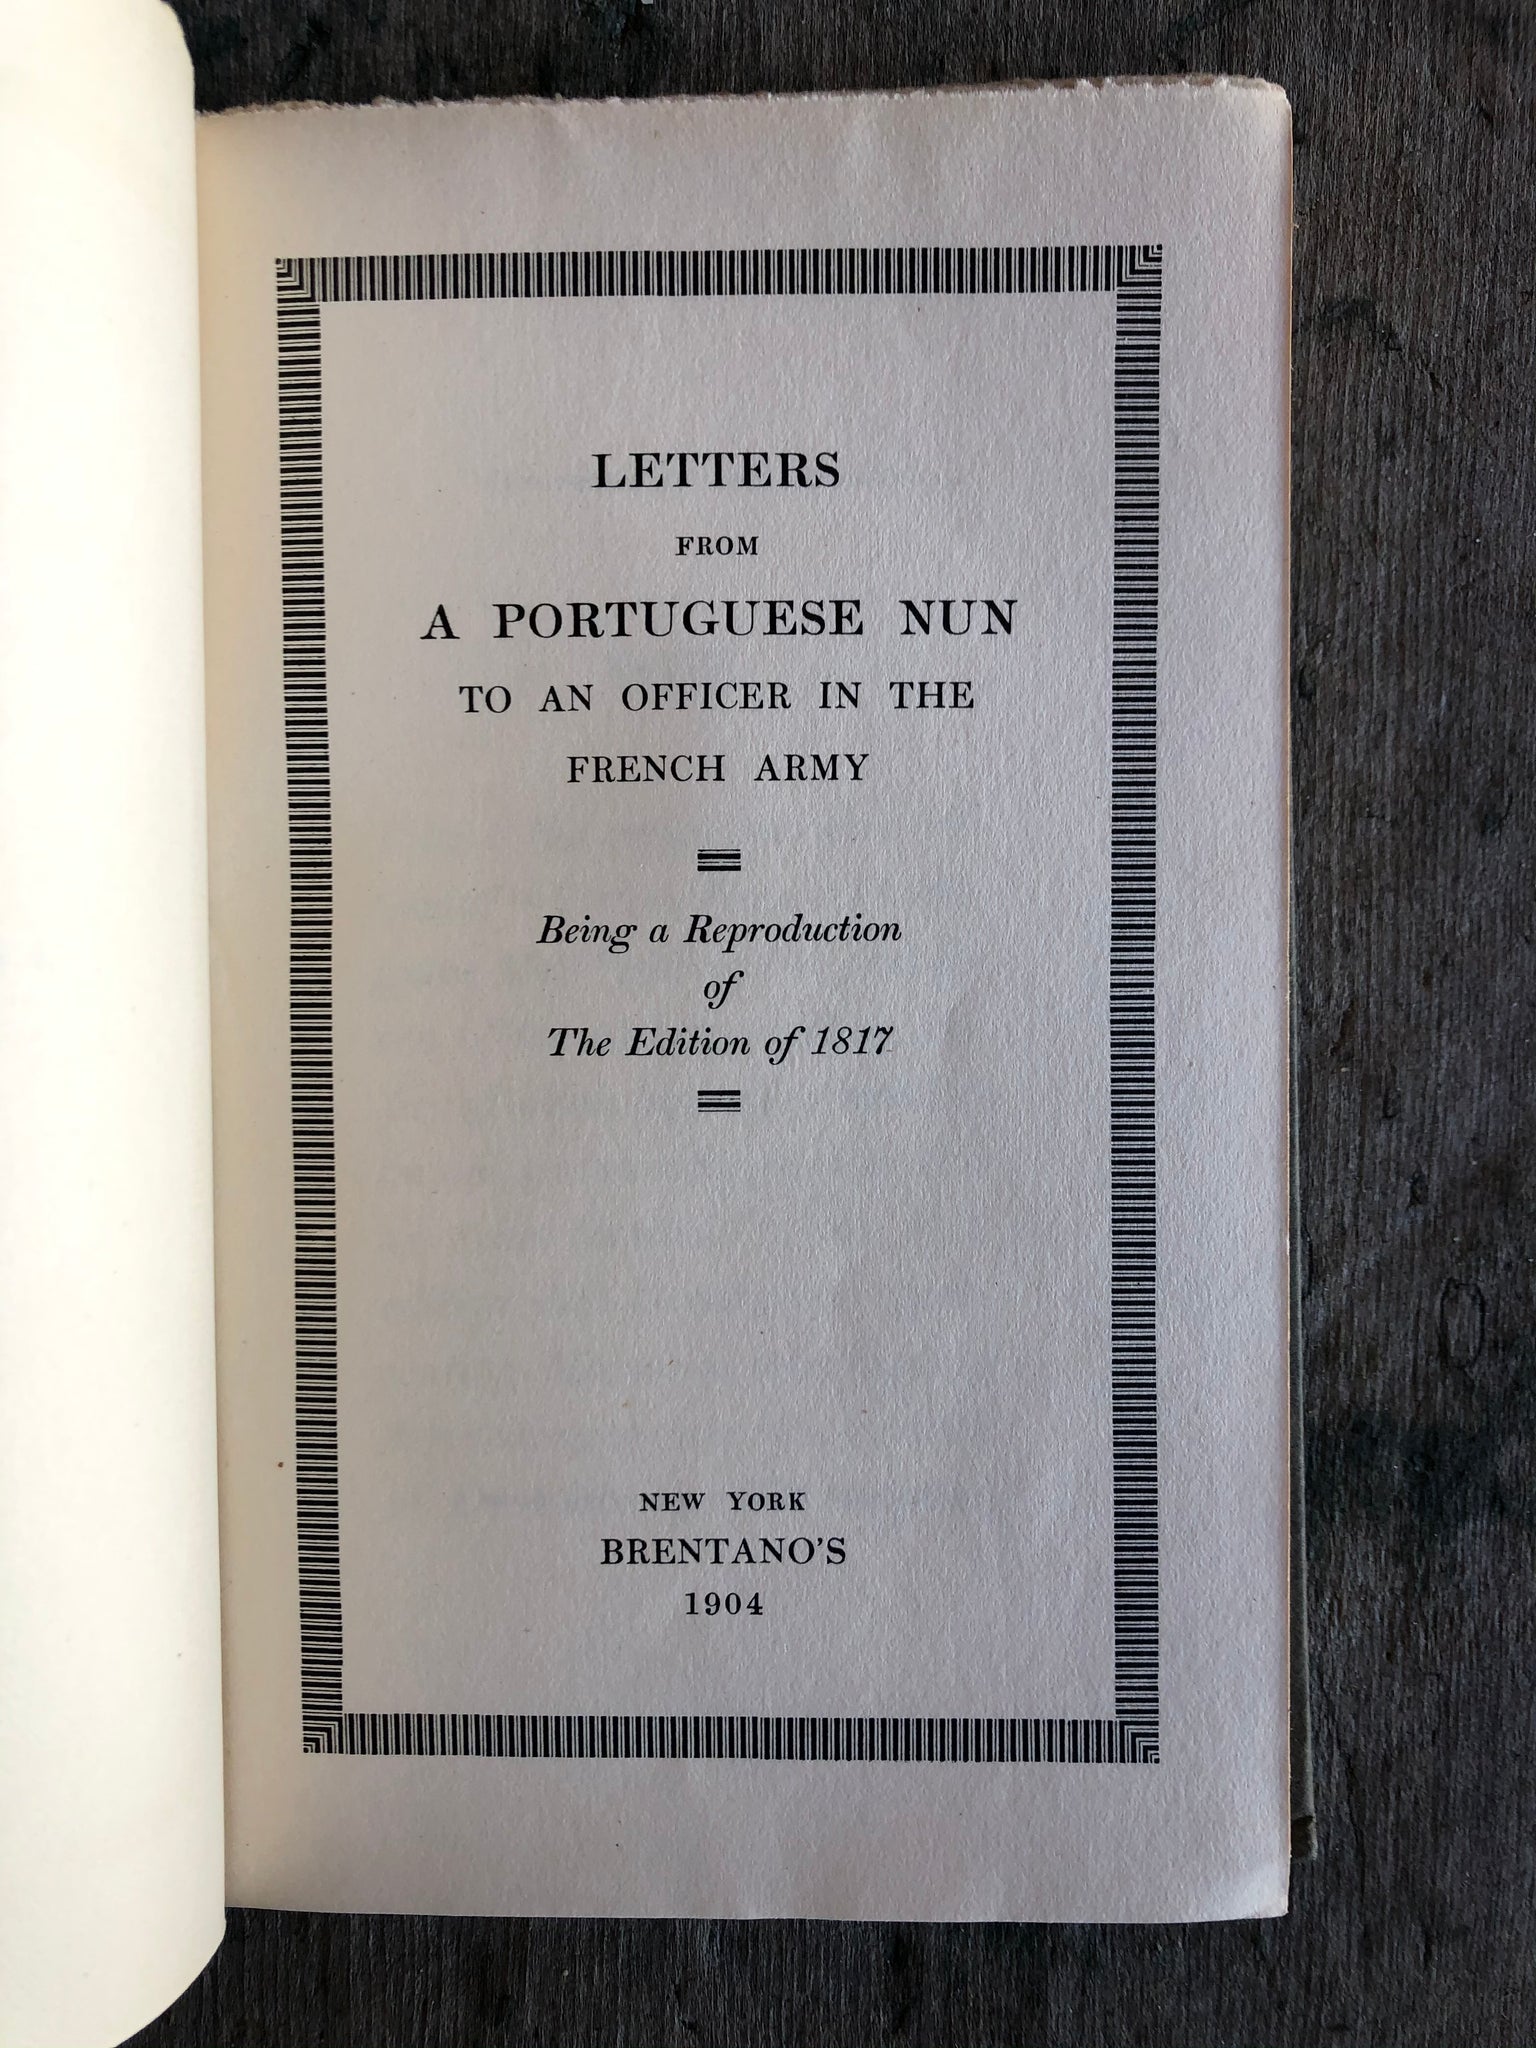 LETTERS
FROM
A PORTUGUESE NUN
TO AN OFFICER IN THE
FRENCH ARMY
Being a Reproduction
of
The Edition of 1817
NEW YORK
BRENTANO'S
1904